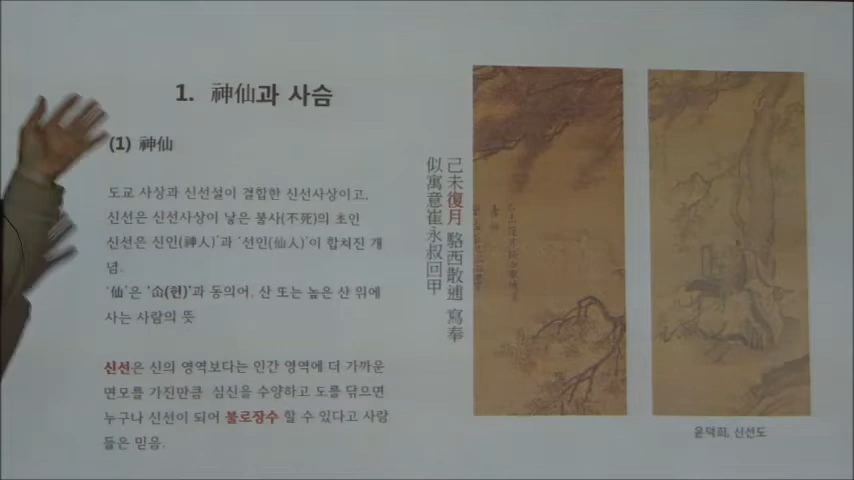 1. 神仙과 사슴
(1) 神仙
도교 사상과 신선설이 결합한 신선사상이고,
신선은 신선사상이 낳은 불사(不死)의 초인
신선은 신인(神人)'과 '선인(仙人)'이 합쳐진 개
념.
'仙'은 '仚(헌)'과 동의어, 산 또는 높은 산 위에
사는 사람의 뜻
신선은 신의 영역보다는 인간 영역에 더 가까운
면모를 가진만큼 심신을 수양하고 도를 닦으면
누구나 신선이 되어 불로장수 할 수 있다고 사람
들은 믿음.
己未復月 駱西散逋 寫奉
似寓意崔永叔回甲
윤덕희, 신선도